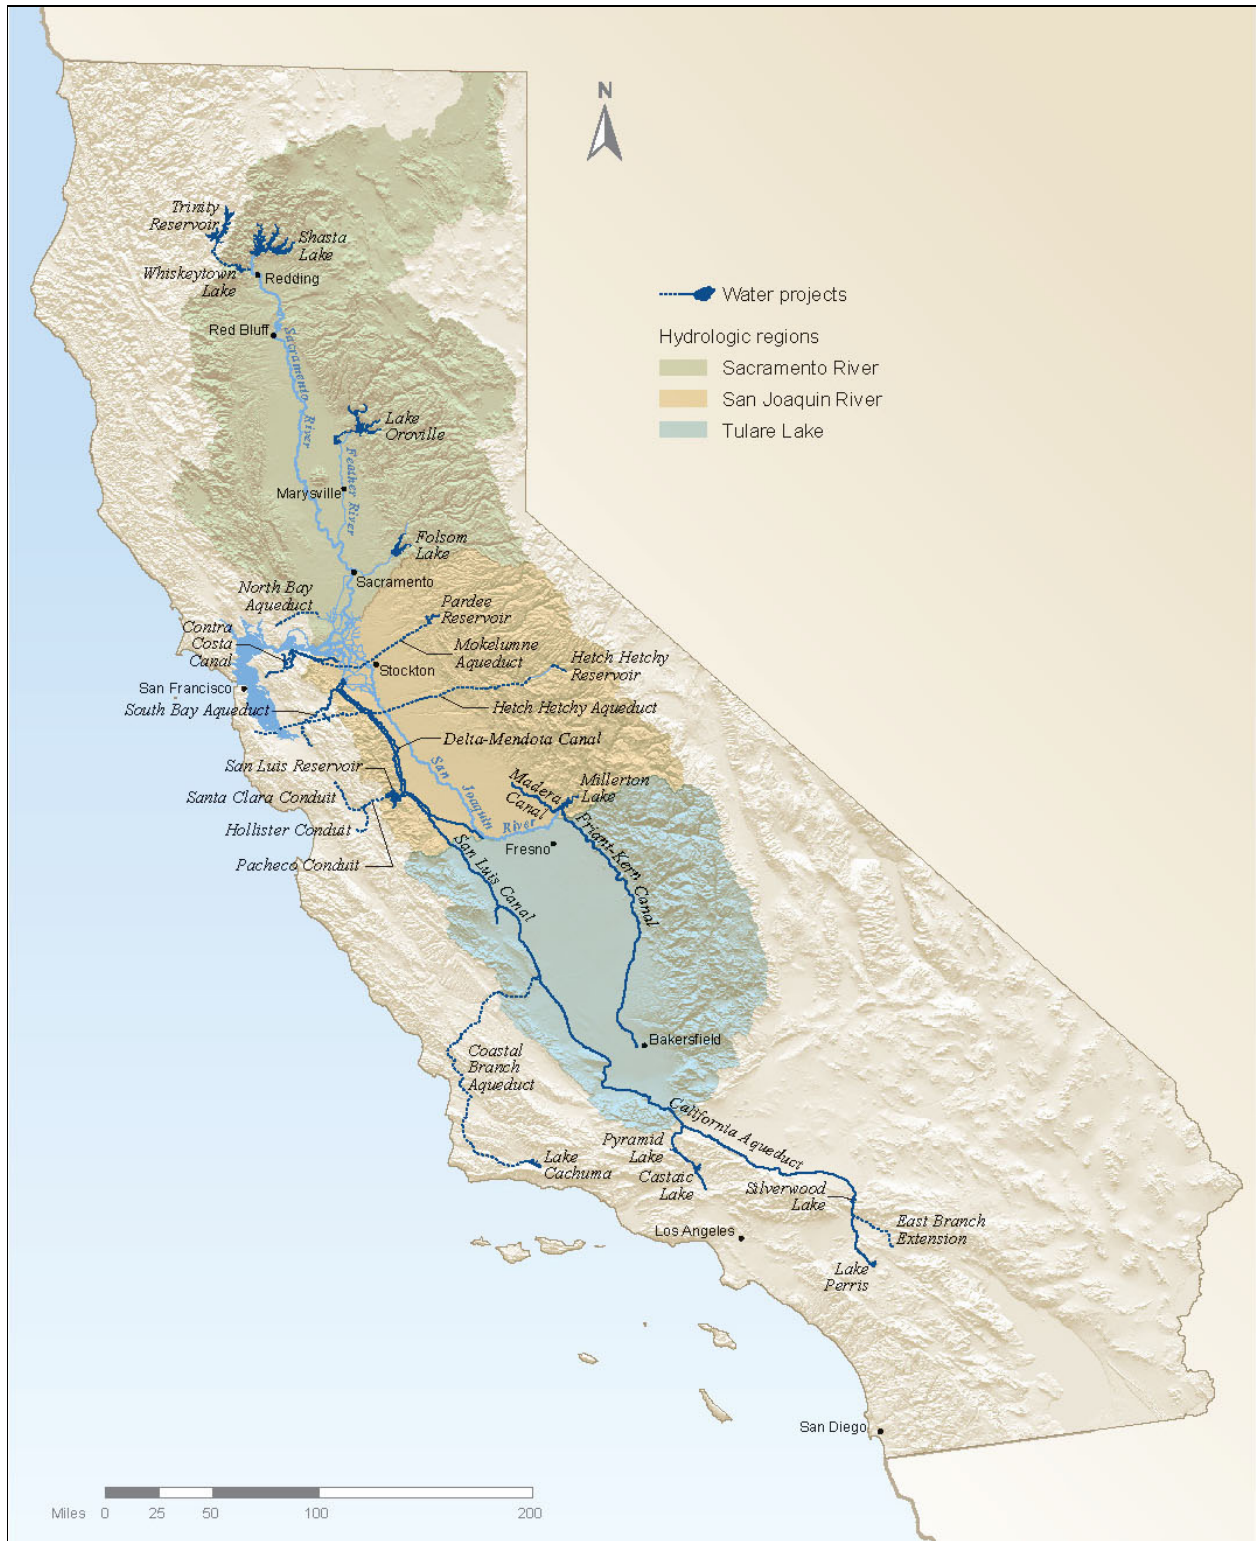 N
Trinity
Reservoir
Shasta
Lake
Whiskeytown
Lake
Redding
Red Bluff
Sacramento River
Lake
Oroville
Feather River
Marysville
Folsom
Lake
Sacramento
North Bay
Aqueduct
Pardee
Reservoir
Contra
Costa
Canal
Mokelumne
Aqueduct
Stockton
Hetch Hetchy
Reservoir
San Francisco
South Bay Aqueduct
Hetch Hetchy Aqueduct
Delta-Mendota Canal
San Luis Reservoir
San Joaquin River
Madera
Canal
Millerton
Lake
Santa Clara Conduit
Hollister Conduit
Pacheco Conduit
San Luis Canal
Fresno
Friant-Kern Canal
Bakersfield
Coastal
Branch
Aqueduct
California Aqueduct
Pyramid
Lake
Lake
Cachuma
Castaic
Lake
Silverwood
Lake
East Branch
Extension
Los Angeles
Lake
Perris
San Diego
Water projects
Hydrologic regions
Sacramento River
San Joaquin River
Tulare Lake
Miles 0 25 50 100 200